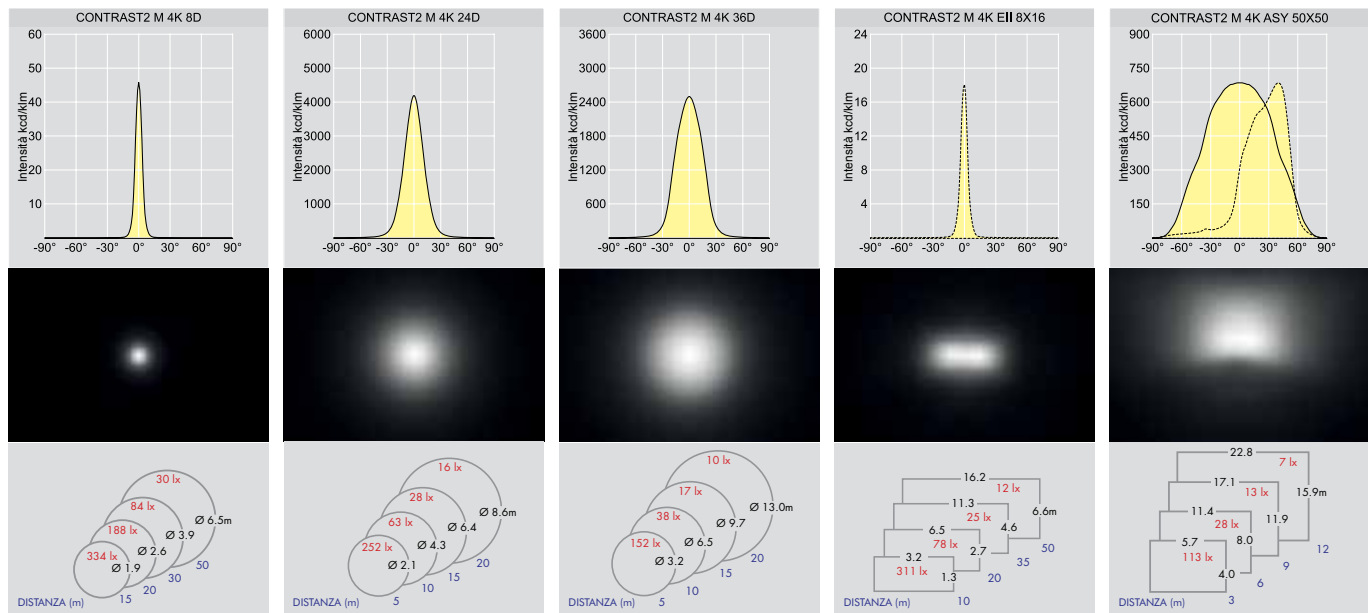 CONTRAST2 M 4K 8D
60
50
40
30
20
10
Intensità kcd/klm
-90° -60° -30° 0° 30° 60° 90°
30 lx
84 lx
188 lx
334 lx
Ø 6.5m
Ø 3.9
Ø 2.6
Ø 1.9
50
30
20
15
DISTANZA (m)
CONTRAST2 M 4K 24D
6000
5000
4000
3000
2000
1000
Intensità kcd/klm
-90° -60° -30° 0° 30° 60° 90°
16 lx
28 lx
63 lx
252 lx
Ø 8.6m
Ø 6.4
Ø 4.3
Ø 2.1
20
15
10
5
DISTANZA (m)
CONTRAST2 M 4K 36D
3600
3000
2400
1800
1200
600
Intensità kcd/klm
-90° -60° -30° 0° 30° 60° 90°
10 lx
17 lx
38 lx
152 lx
Ø 13.0m
Ø 9.7
Ø 6.5
Ø 3.2
20
15
10
5
DISTANZA (m)
CONTRAST2 M 4K Ell 8X16
24
20
16
12
8
4
Intensità kcd/klm
-90° -60° -30° 0° 30° 60° 90°
16.2
12 lx
6.6m
11.3
25 lx
4.6
6.5
78 lx
2.7
3.2
311 lx
1.3
50
35
20
10
DISTANZA (m)
CONTRAST2 M 4K ASY 50X50
900
750
600
450
300
150
Intensità kcd/klm
-90° -60° -30° 0° 30° 60° 90°
22.8
7 lx
15.9m
17.1
13 lx
11.9
11.4
28 lx
8.0
5.7
113 lx
4.0
12
9
6
3
DISTANZA (m)